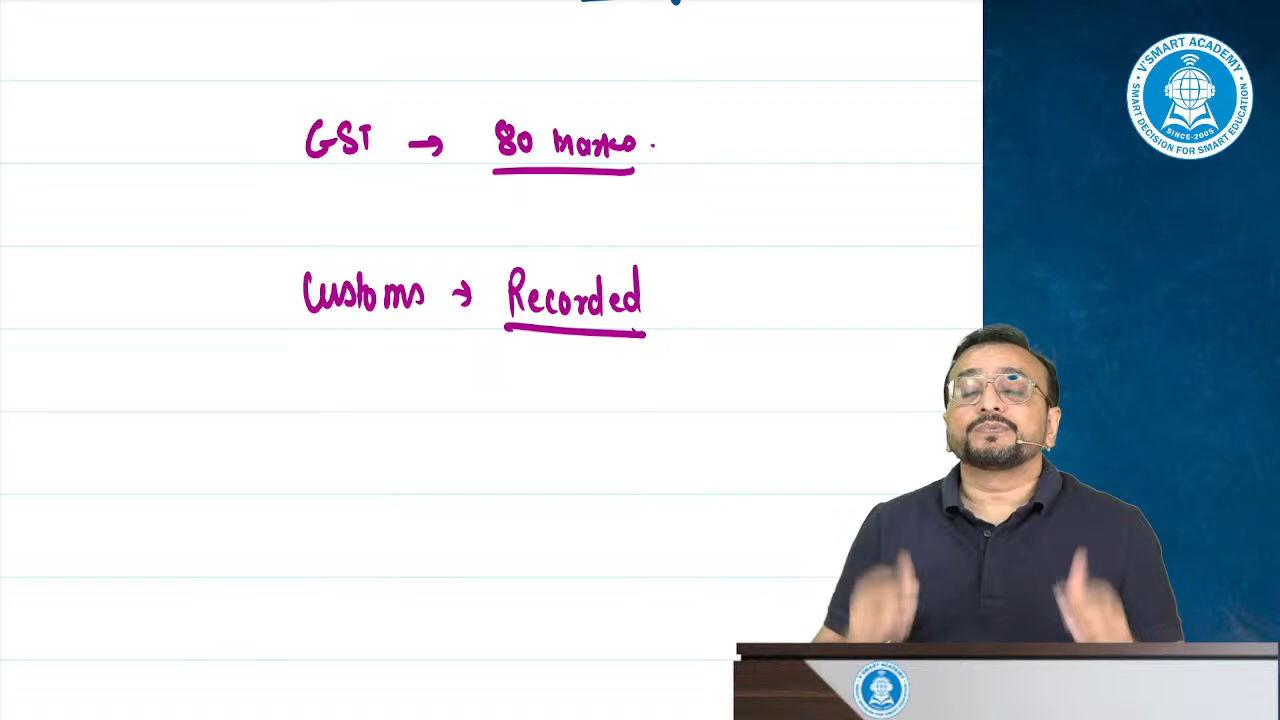 GST → 80 Marks.
Customs → Recorded
V'SMART ACADEMY
SMART DECISION FOR SMART EDUCATION
SINCE-2005